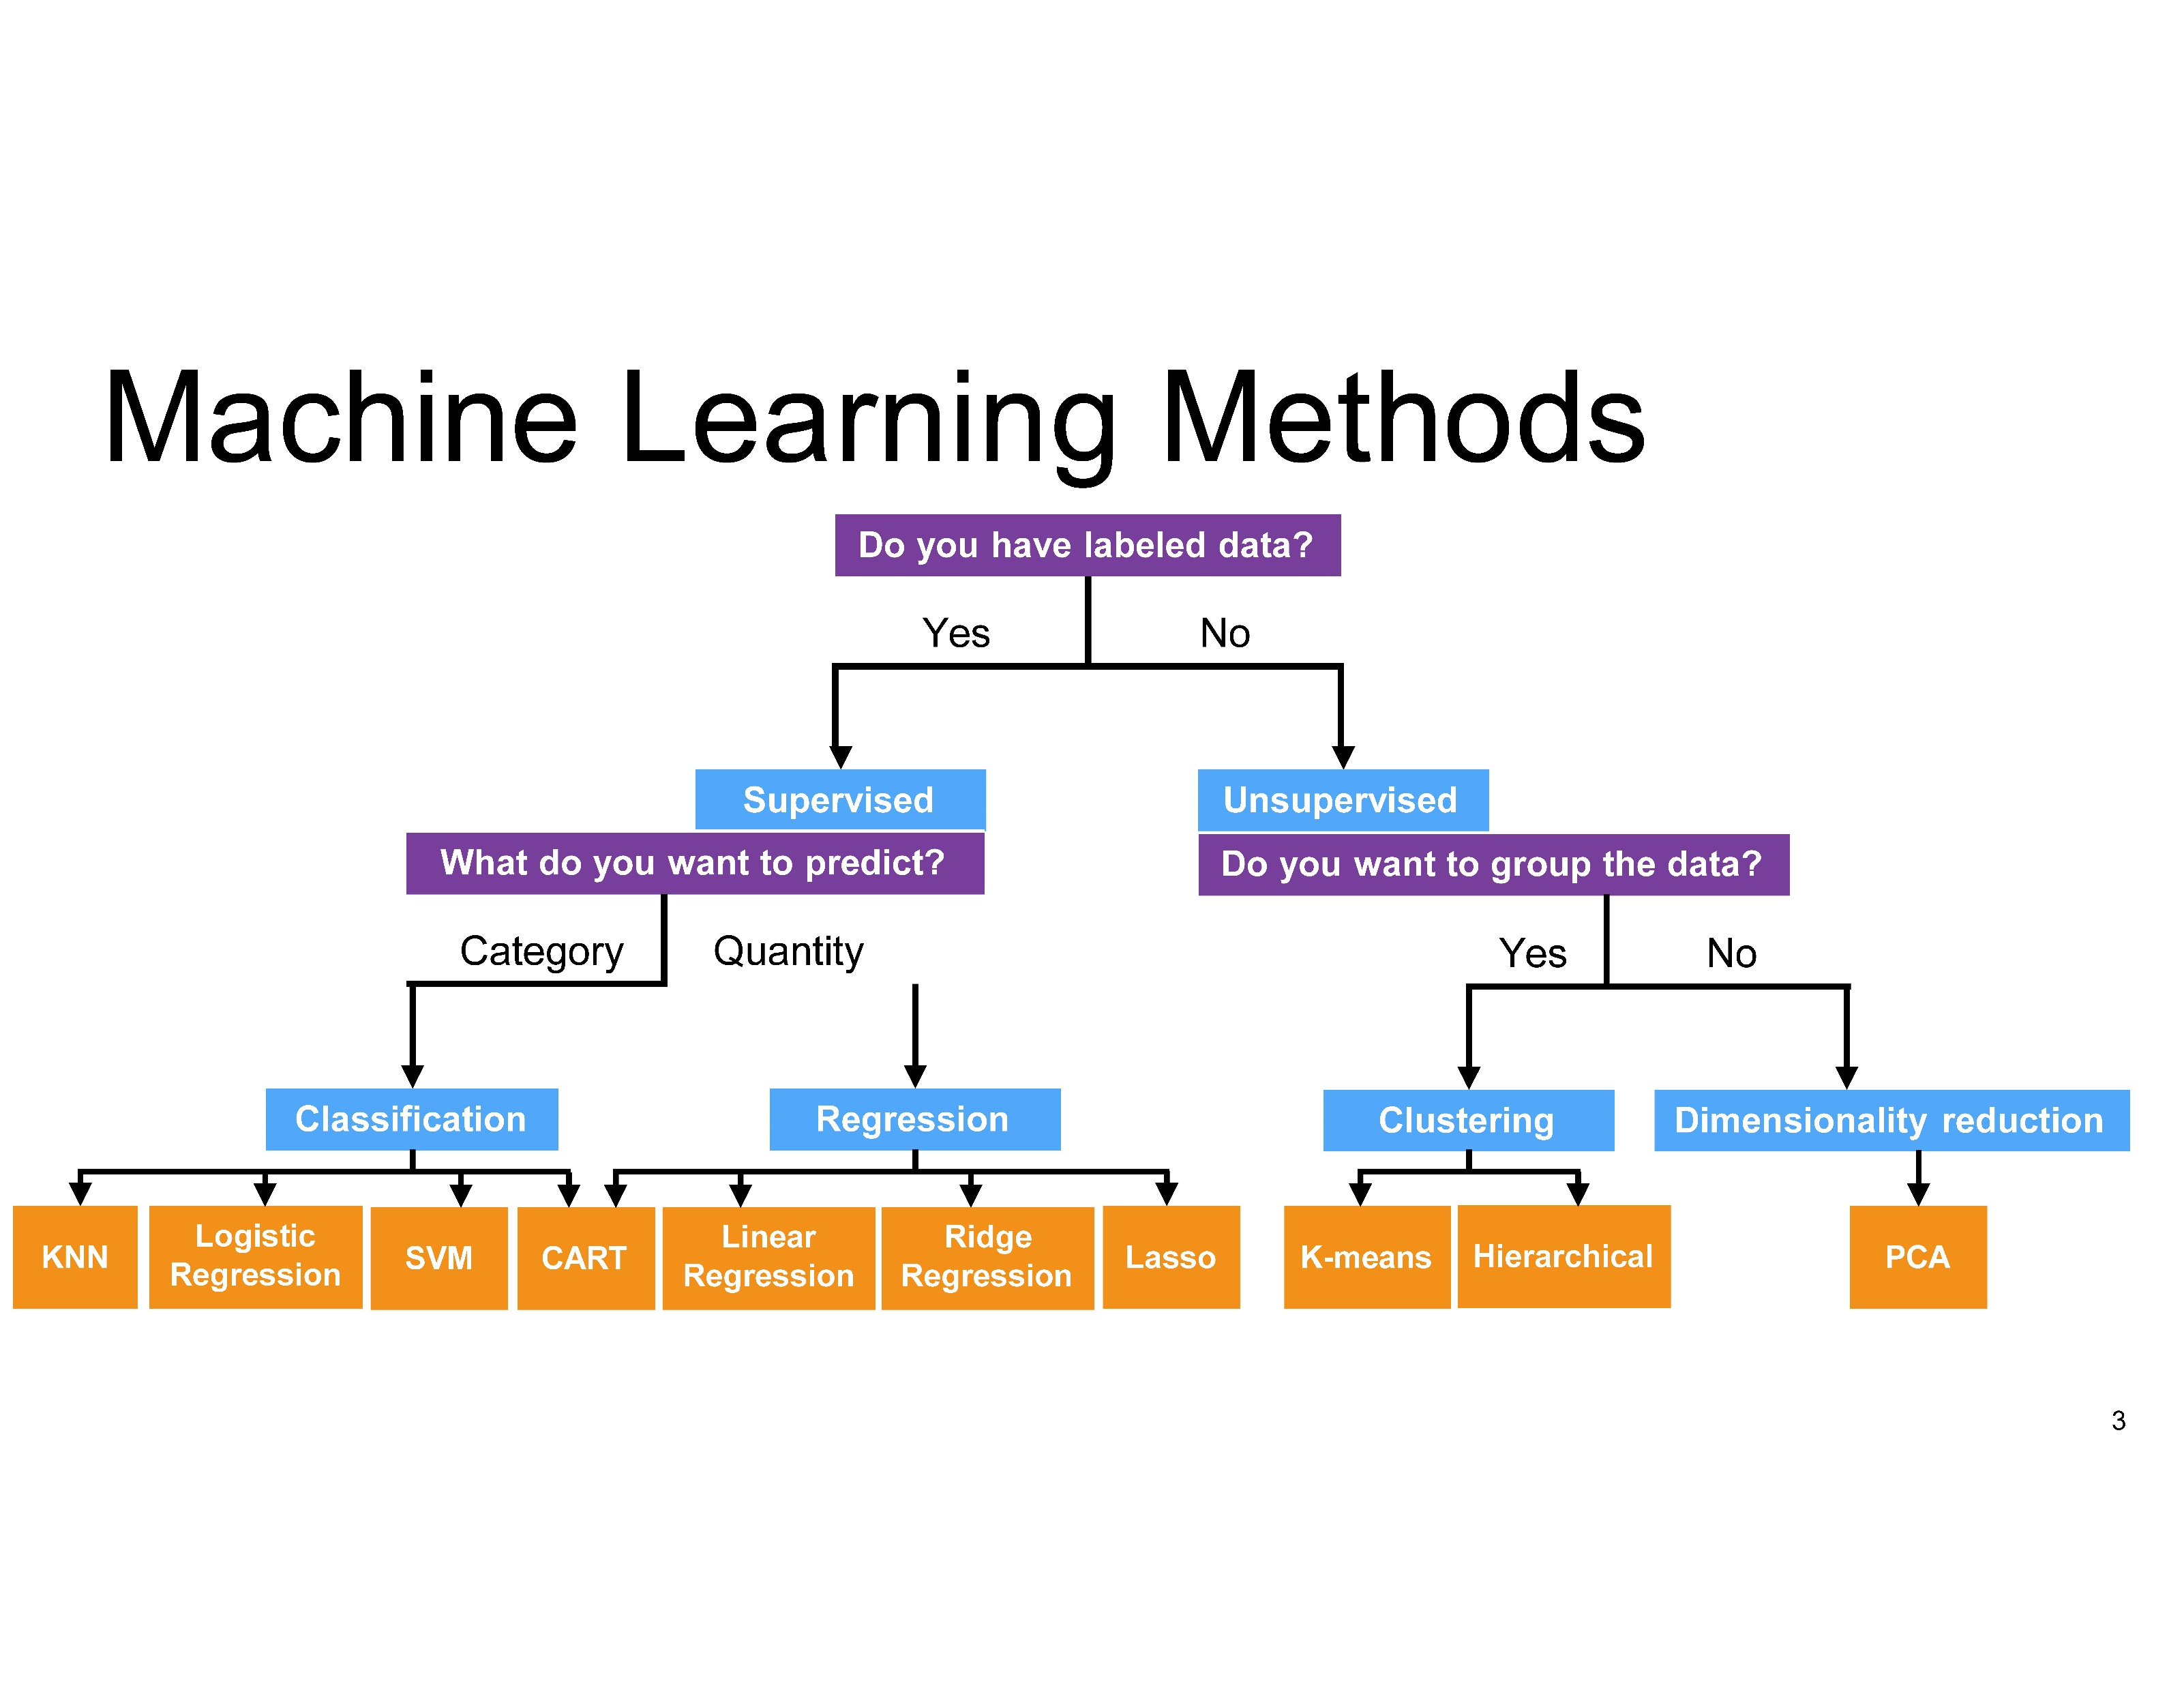 Machine Learning Methods
Do you have labeled data?
Yes
No
Supervised
Unsupervised
What do you want to predict?
Do you want to group the data?
Category
Quantity
Yes
No
Classification
Regression
Clustering
Dimensionality reduction
KNN
Logistic
Regression
SVM
CART
Linear
Regression
Ridge
Regression
Lasso
K-means
Hierarchical
PCA
3